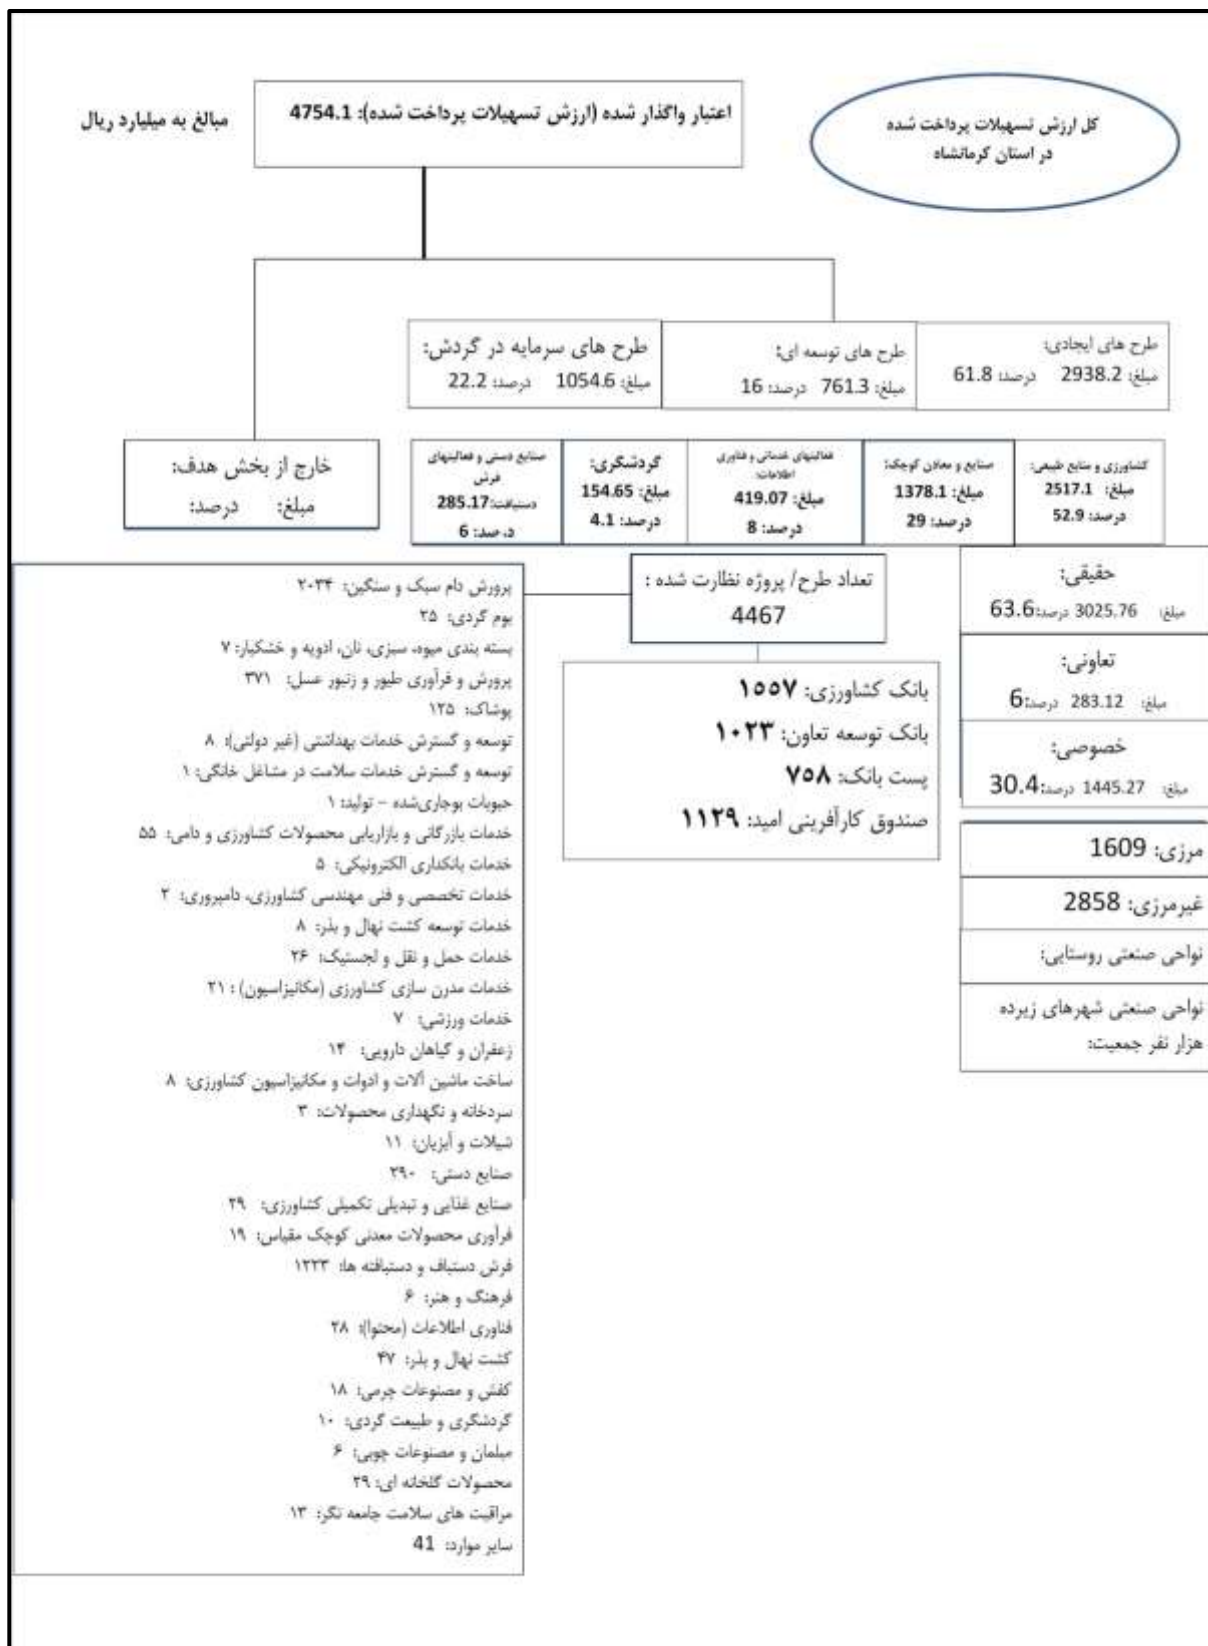 کل ارزش تسهیلات پرداخت شده
در استان کرمانشاه
اعتبار واگذار شده (ارزش تسهیلات پرداخت شده): 4754.1
مبالغ به میلیارد ریال
طرح های ایجادی:
مبلغ: 2938.2 درصد: 61.8
طرح های توسعه ای:
مبلغ: 761.3 درصد: 16
طرح های سرمایه در گردش:
مبلغ: 1054.6 درصد: 22.2
کشاورزی و منابع طبیعی:
مبلغ: 2517.1
درصد: 52.9
صنایع و معادن کوچک:
مبلغ: 1378.1
درصد: 29
فعالیتهای خدماتی و فناوری
اطلاعات:
مبلغ: 419.07
درصد: 8
گردشگری:
مبلغ: 154.65
درصد: 4.1
صنایع دستی و فعالیتهای
فرش
دستبافت: 285.17
درصد: 6
خارج از بخش هدف:
مبلغ: درصد:
حقیقی:
مبلغ: 3025.76 درصد: 63.6
تعاونی:
مبلغ: 283.12 درصد: 6
خصوصی:
مبلغ: 1445.27 درصد: 30.4
مرزی: 1609
غیرمرزی: 2858
نواحی صنعتی روستایی:
نواحی صنعتی شهرهای زیرده
هزار نفر جمعیت:
تعداد طرح/ پروژه نظارت شده :
4467
بانک کشاورزی: ۱۵۵۷
بانک توسعه تعاون: ۱۰۲۳
پست بانک: ۷۵۸
صندوق کارآفرینی امید: ۱۱۲۹
پرورش دام سبک و سنگین: ۲۰۳۴
بوم گردی: ۲۵
بسته بندی میوه، سبزی، نان، ادویه و خشکبار: ۷
پرورش و فرآوری طیور و زنبور عسل: ۳۷۱
پوشاک: ۱۲۵
توسعه و گسترش خدمات بهداشتی (غیر دولتی): ۸
توسعه و گسترش خدمات سلامت در مشاغل خانگی: ۱
حبوبات بوجاری‌شده – تولید: ۱
خدمات بازرگانی و بازاریابی محصولات کشاورزی و دامی: ۵۵
خدمات بانکداری الکترونیکی: ۵
خدمات تخصصی و فنی مهندسی کشاورزی، دامپروری: ۲
خدمات توسعه کشت نهال و بذر: ۸
خدمات حمل و نقل و لجستیک: ۲۶
خدمات مدرن سازی کشاورزی (مکانیزاسیون) : ۲۱
خدمات ورزشی: ۷
زعفران و گیاهان دارویی: ۱۴
ساخت ماشین آلات و ادوات و مکانیزاسیون کشاورزی: ۸
سردخانه و نگهداری محصولات: ۳
شیلات و آبزیان: ۱۱
صنایع دستی: ۲۹۰
صنایع غذایی و تبدیلی تکمیلی کشاورزی: ۲۹
فرآوری محصولات معدنی کوچک مقیاس: ۱۹
فرش دستباف و دستبافته ها: ۱۲۲۳
فرهنگ و هنر: ۶
فناوری اطلاعات (محتوا): ۲۸
کشت نهال و بذر: ۴۷
کفش و مصنوعات چرمی: ۱۸
گردشگری و طبیعت گردی: ۱۰
مبلمان و مصنوعات چوبی: ۶
محصولات گلخانه ای: ۲۹
مراقبت های سلامت جامعه نگر: ۱۳
سایر موارد: 41